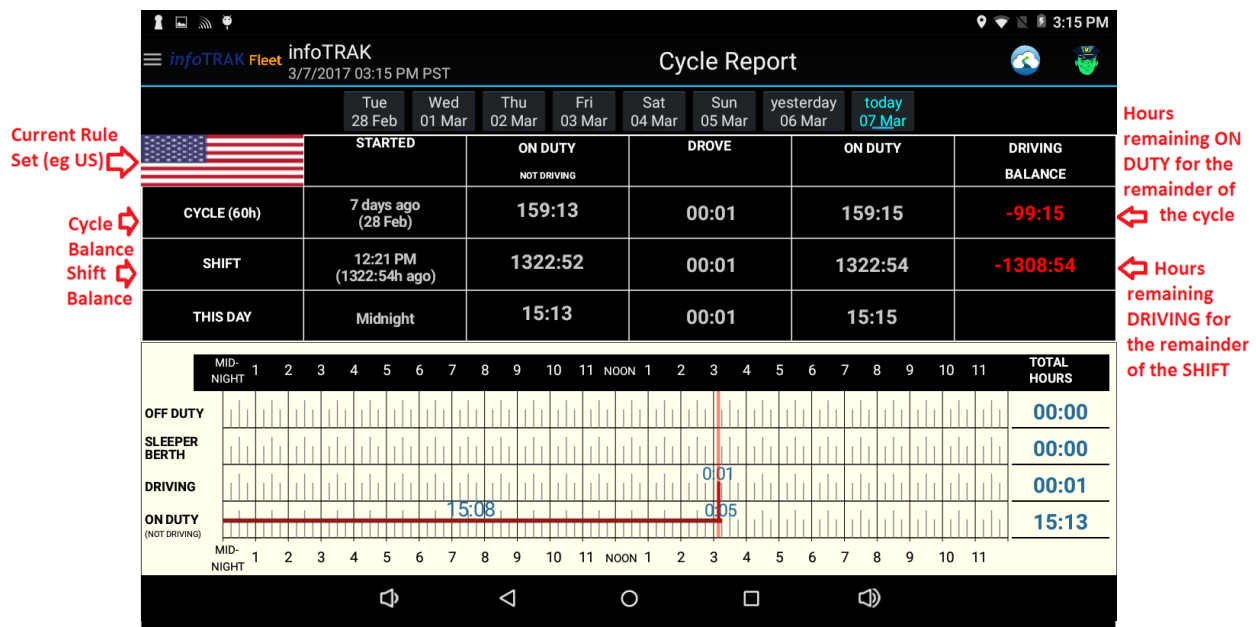 3:15 PM
infoTRAK Fleet
infoTRAK
3/7/2017 03:15 PM PST
Cycle Report
Tue
28 Feb
Wed
01 Mar
Thu
02 Mar
Fri
03 Mar
Sat
04 Mar
Sun
05 Mar
yesterday
06 Mar
today
07 Mar
Current Rule
Set (eg US)
STARTED
ON DUTY
NOT DRIVING
DROVE
ON DUTY
DRIVING
BALANCE
Hours
remaining ON
DUTY for the
remainder of
the cycle
Cycle
Balance
CYCLE (60h)
7 days ago
(28 Feb)
159:13
00:01
159:15
-99:15
Shift
Balance
SHIFT
12:21 PM
(1322:54h ago)
1322:52
00:01
1322:54
-1308:54
Hours
remaining
DRIVING for
the remainder
of the SHIFT
THIS DAY
Midnight
15:13
00:01
15:15
MID-
NIGHT 1 2 3 4 5 6 7 8 9 10 11 NOON 1 2 3 4 5 6 7 8 9 10 11
TOTAL
HOURS
OFF DUTY
00:00
SLEEPER
BERTH
00:00
DRIVING
0:01
00:01
ON DUTY
(NOT DRIVING)
15:08
0:05
15:13
MID-
NIGHT 1 2 3 4 5 6 7 8 9 10 11 NOON 1 2 3 4 5 6 7 8 9 10 11